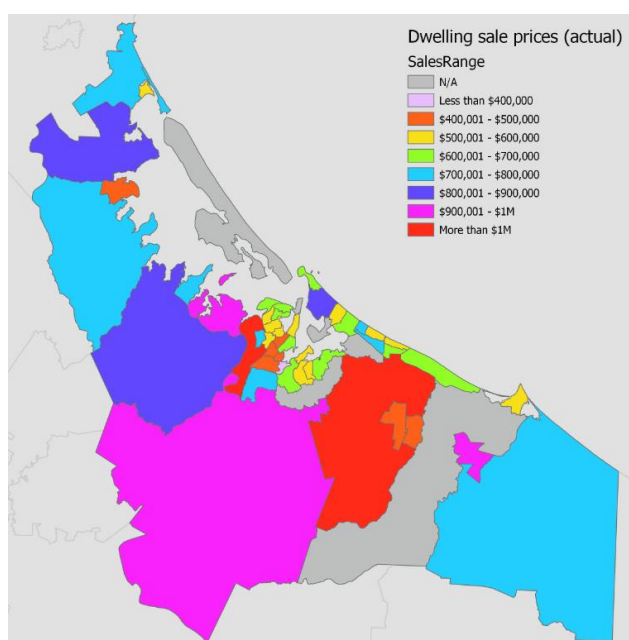 Dwelling sale prices (actual)
SalesRange
N/A
Less than $400,000
$400,001 - $500,000
$500,001 - $600,000
$600,001 - $700,000
$700,001 - $800,000
$800,001 - $900,000
$900,001 - $1M
More than $1M